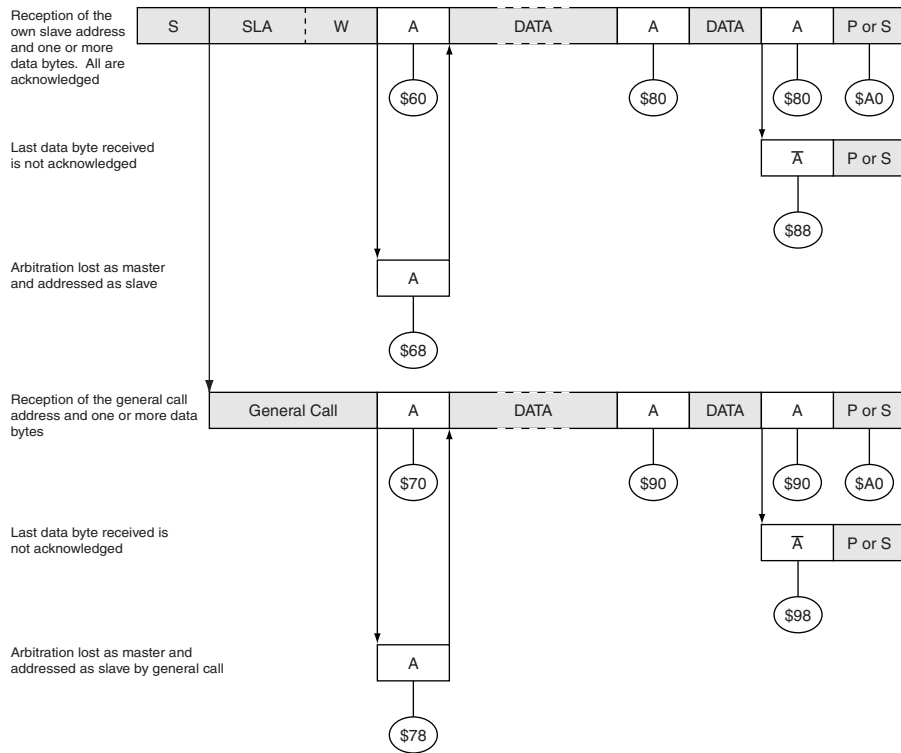 Reception of the
own slave address
and one or more
data bytes. All are
acknowledged
S SLA W A DATA A DATA A P or S
$60 $80 $80 $A0
Last data byte received
is not acknowledged
A̅ P or S
$88
Arbitration lost as master
and addressed as slave
A
$68
Reception of the general call
address and one or more data
bytes
General Call A DATA A DATA A P or S
$70 $90 $90 $A0
Last data byte received is
not acknowledged
A̅ P or S
$98
Arbitration lost as master and
addressed as slave by general call
A
$78